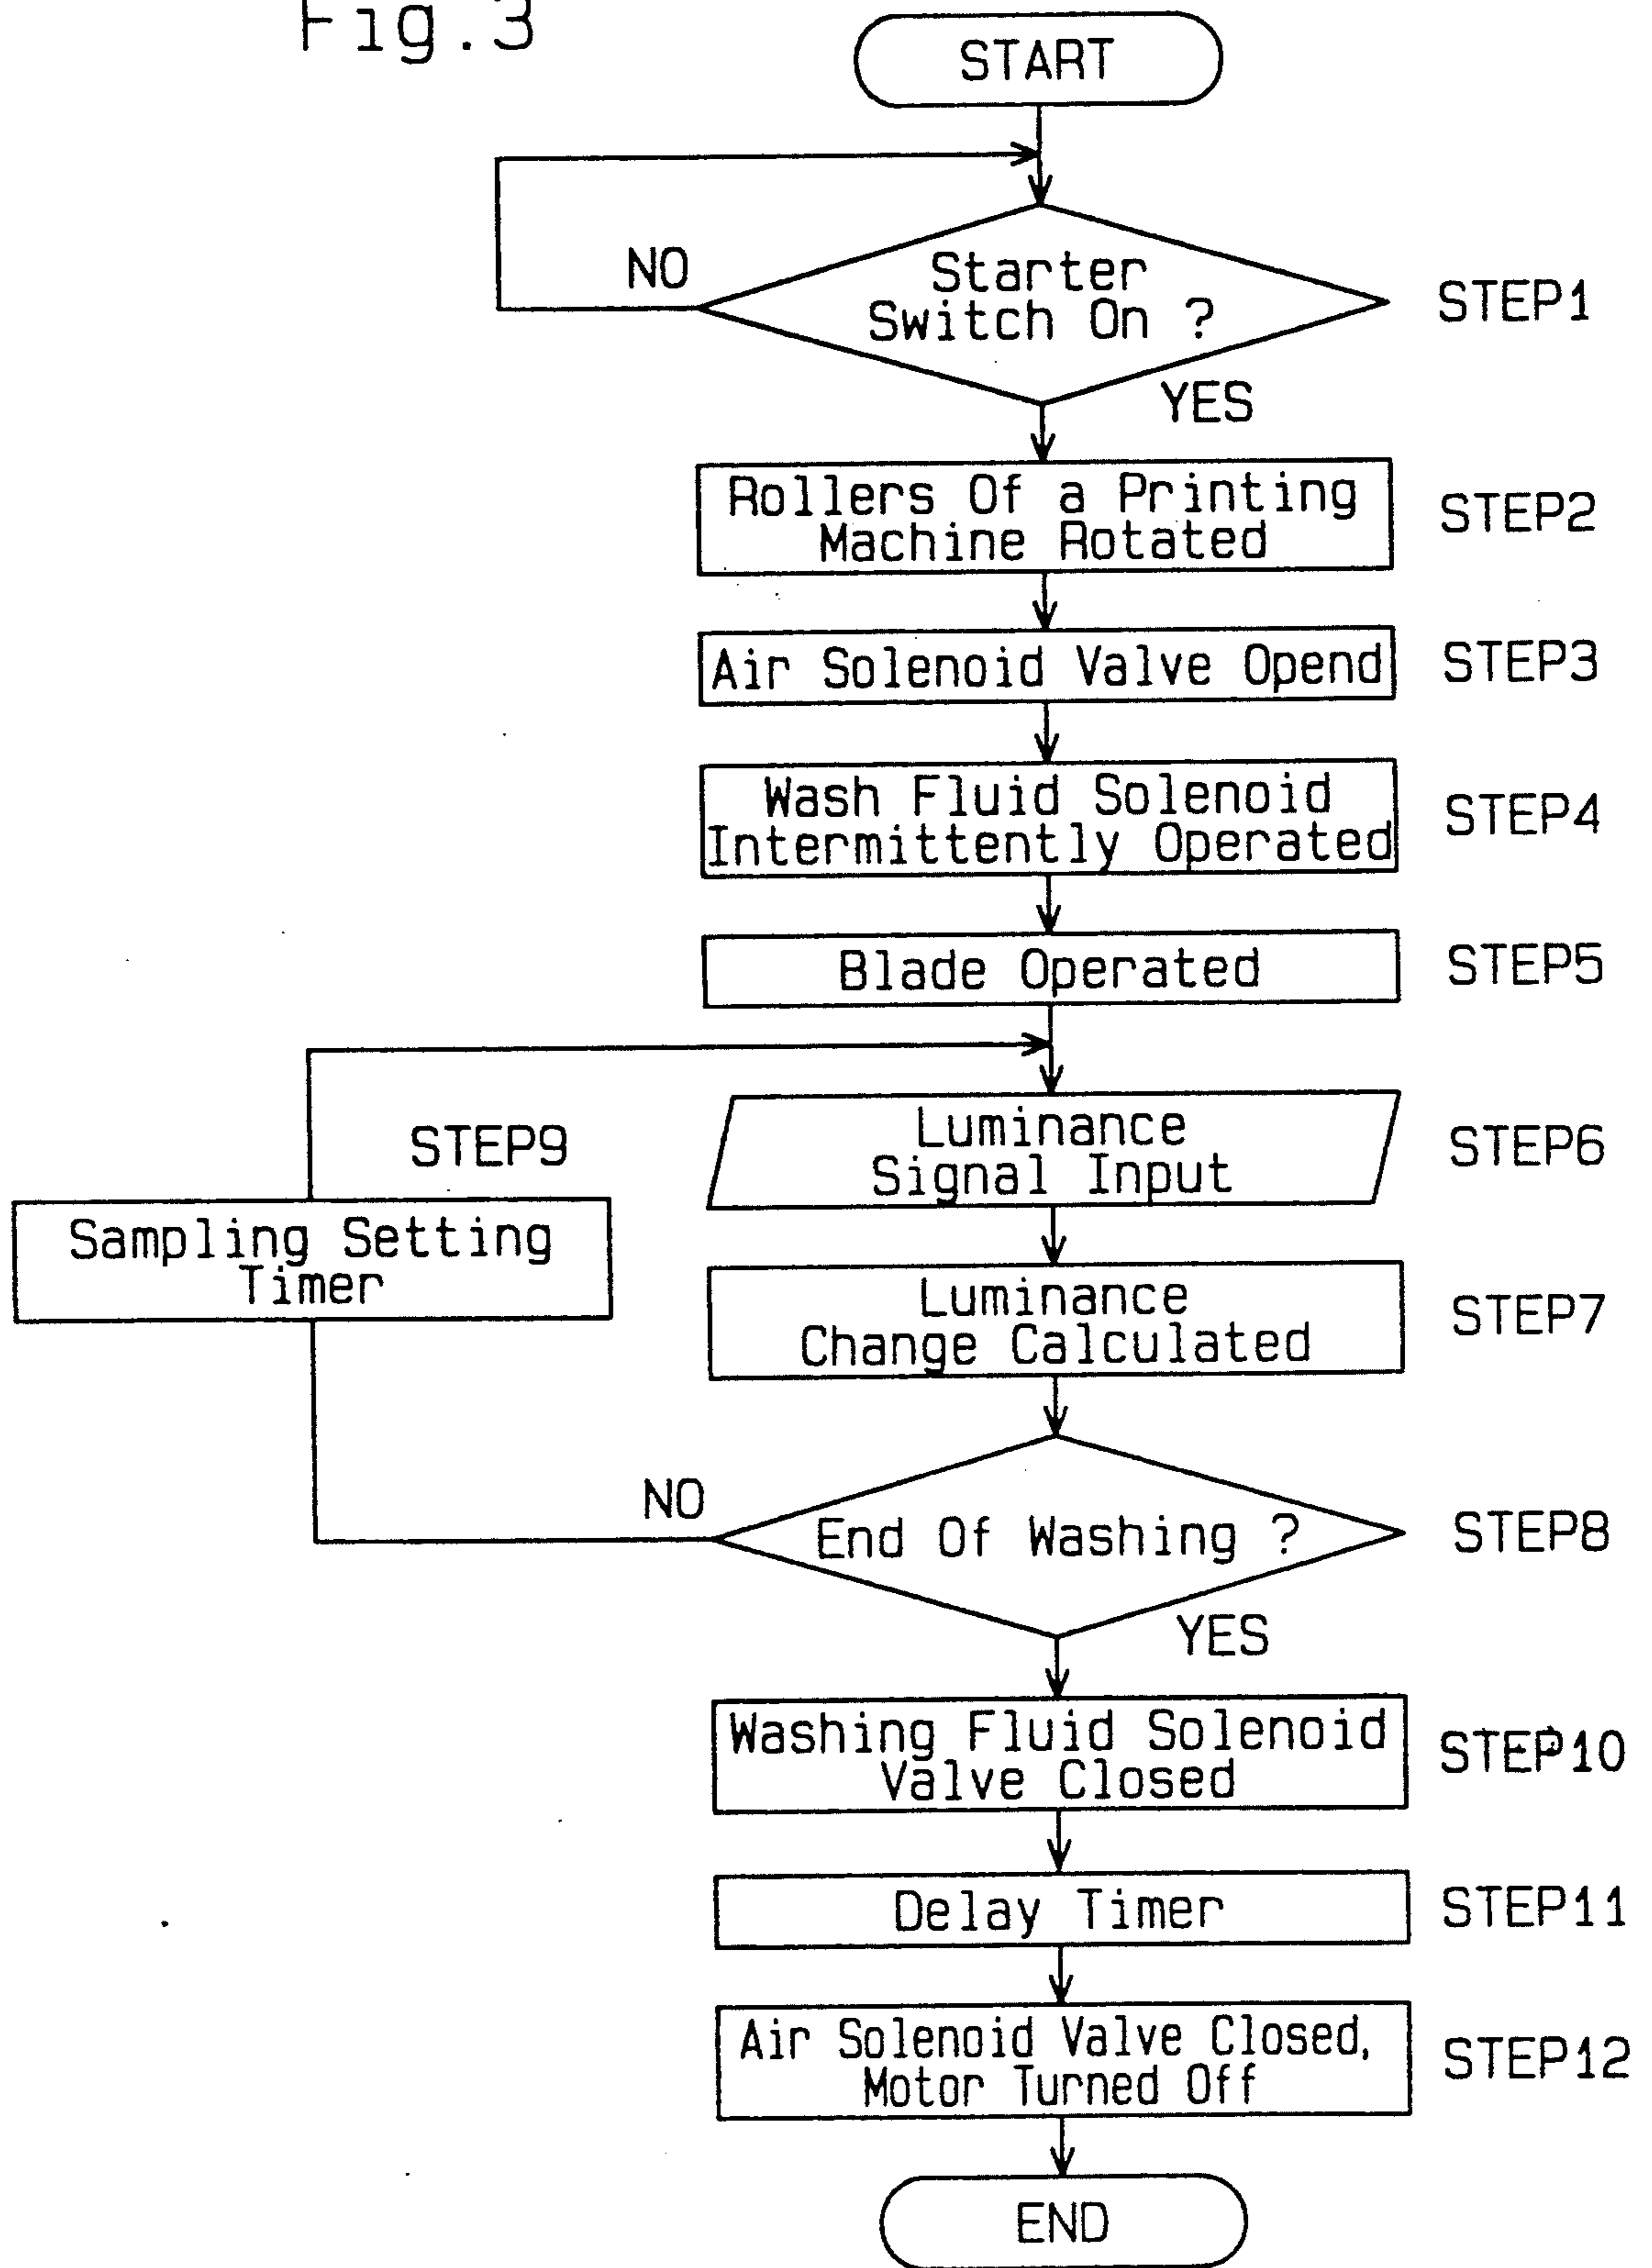 Fig.3
START
NO
Starter
Switch On ?
STEP1
YES
Rollers Of a Printing
Machine Rotated
STEP2
Air Solenoid Valve Opend
STEP3
Wash Fluid Solenoid
Intermittently Operated
STEP4
Blade Operated
STEP5
STEP9
Sampling Setting
Timer
Luminance
Signal Input
STEP6
Luminance
Change Calculated
STEP7
NO
End Of Washing ?
STEP8
YES
Washing Fluid Solenoid
Valve Closed
STEP10
Delay Timer
STEP11
Air Solenoid Valve Closed,
Motor Turned Off
STEP12
END